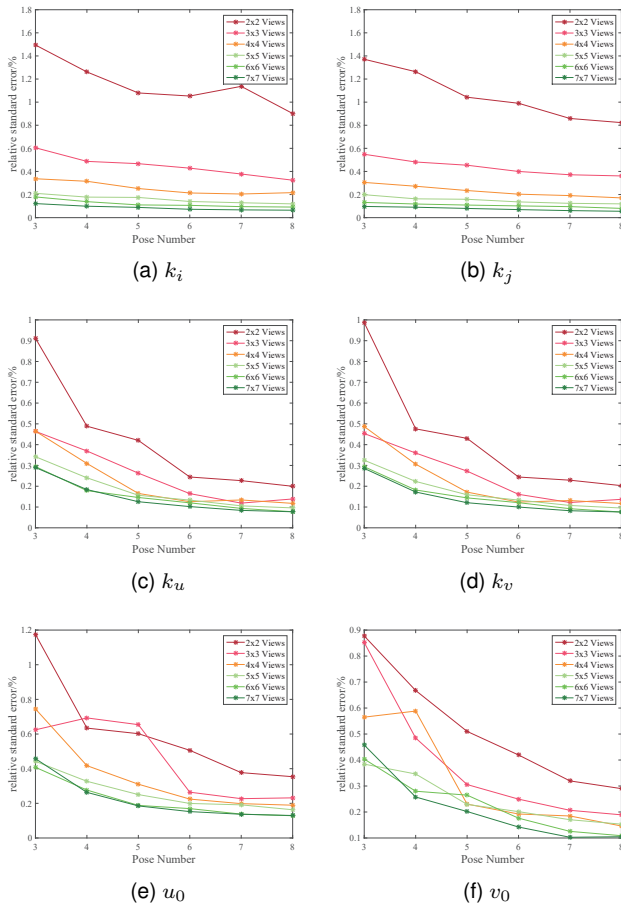 1.8
1.6
1.4
1.2
1
0.8
0.6
0.4
0.2
0
relative standard error/%
2x2 Views
3x3 Views
4x4 Views
5x5 Views
6x6 Views
7x7 Views
3 4 5 6 7 8
Pose Number
(a) k_i
1.8
1.6
1.4
1.2
1
0.8
0.6
0.4
0.2
0
relative standard error/%
2x2 Views
3x3 Views
4x4 Views
5x5 Views
6x6 Views
7x7 Views
3 4 5 6 7 8
Pose Number
(b) k_j
1
0.9
0.8
0.7
0.6
0.5
0.4
0.3
0.2
0.1
0
relative standard error/%
2x2 Views
3x3 Views
4x4 Views
5x5 Views
6x6 Views
7x7 Views
3 4 5 6 7 8
Pose Number
(c) k_u
1
0.9
0.8
0.7
0.6
0.5
0.4
0.3
0.2
0.1
0
relative standard error/%
2x2 Views
3x3 Views
4x4 Views
5x5 Views
6x6 Views
7x7 Views
3 4 5 6 7 8
Pose Number
(d) k_v
1.2
1
0.8
0.6
0.4
0.2
0
relative standard error/%
2x2 Views
3x3 Views
4x4 Views
5x5 Views
6x6 Views
7x7 Views
3 4 5 6 7 8
Pose Number
(e) u_0
0.9
0.8
0.7
0.6
0.5
0.4
0.3
0.2
0.1
relative standard error/%
2x2 Views
3x3 Views
4x4 Views
5x5 Views
6x6 Views
7x7 Views
3 4 5 6 7 8
Pose Number
(f) v_0